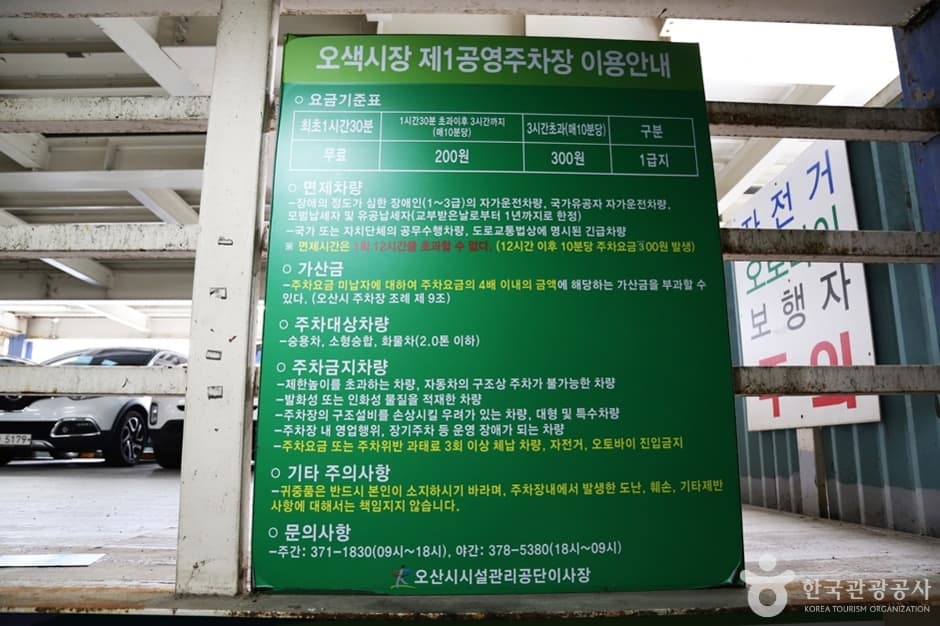 오색시장 제1공영주차장 이용안내
○ 요금기준표
최초1시간30분 1시간30분 초과이후 3시간까지 (매10분당) 3시간초과(매10분당) 구분
무료 200원 300원 1급지
○ 면제차량
-장애의 정도가 심한 장애인(1~3급)의 자가운전차량, 국가유공자 자가운전차량,
모범납세자 및 유공납세자(교부받은날로부터 1년까지로 한정)
-국가 또는 자치단체의 공무수행차량, 도로교통법상에 명시된 긴급차량
※ 면제시간은 1회 12시간을 초과할 수 없다. (12시간 이후 10분당 주차요금300원 발생)
○ 가산금
-주차요금 미납자에 대하여 주차요금의 4배 이내의 금액에 해당하는 가산금을 부과할 수
있다. (오산시 주차장 조례 제 9조)
○ 주차대상차량
-승용차, 소형승합, 화물차(2.0톤 이하)
○ 주차금지차량
-제한높이를 초과하는 차량, 자동차의 구조상 주차가 불가능한 차량
-발화성 또는 인화성 물질을 적재한 차량
-주차장의 구조설비를 손상시킬 우려가 있는 차량, 대형 및 특수차량
-주차장 내 영업행위, 장기주차 등 운영 장애가 되는 차량
-주차요금 또는 주차위반 과태료 3회 이상 체납 차량, 자전거, 오토바이 진입금지
○ 기타 주의사항
-귀중품은 반드시 본인이 소지하시기 바라며, 주차장내에서 발생한 도난, 훼손, 기타제반
사항에 대해서는 책임지지 않습니다.
○ 문의사항
-주간: 371-1830(09시~18시), 야간: 378-5380(18시~09시)
오산시시설관리공단이사장
자전거
보행자
주의
5179
한국관광공사
KOREA TOURISM ORGANIZATION